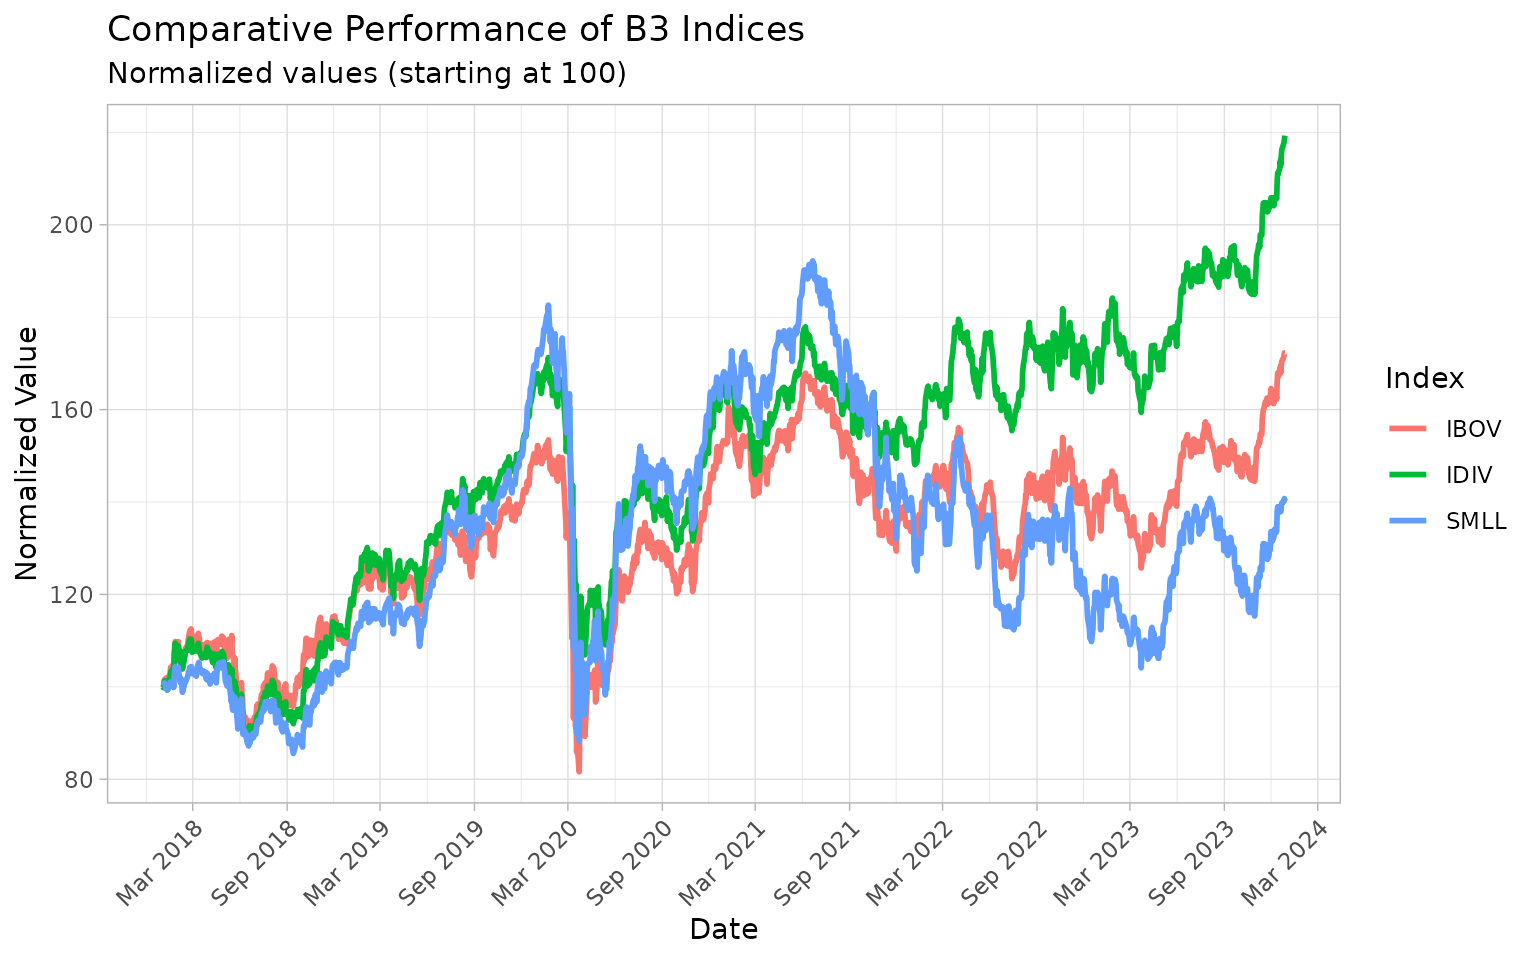 Comparative Performance of B3 Indices
Normalized values (starting at 100)
Normalized Value
200
160
120
80
Mar 2018
Sep 2018
Mar 2019
Sep 2019
Mar 2020
Sep 2020
Mar 2021
Sep 2021
Mar 2022
Sep 2022
Mar 2023
Sep 2023
Mar 2024
Date
Index
IBOV
IDIV
SMLL